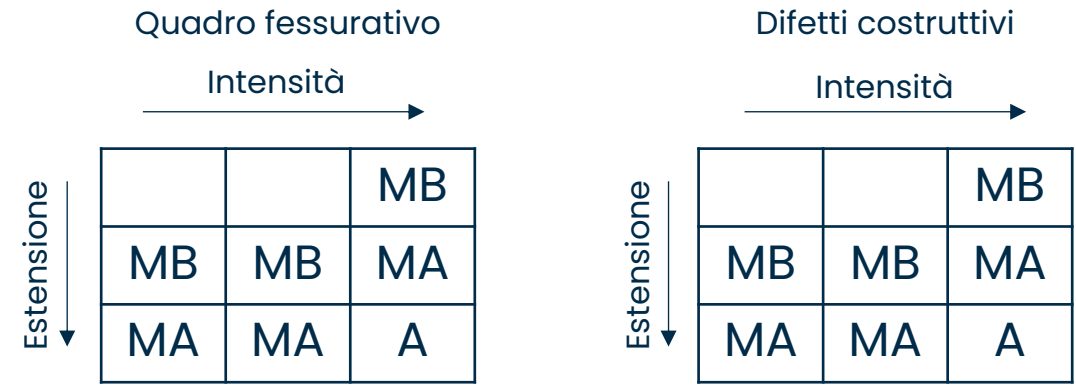 Quadro fessurativo
Intensità
Estensione
MB
MB MB MA
MA MA A
Difetti costruttivi
Intensità
Estensione
MB
MB MB MA
MA MA A